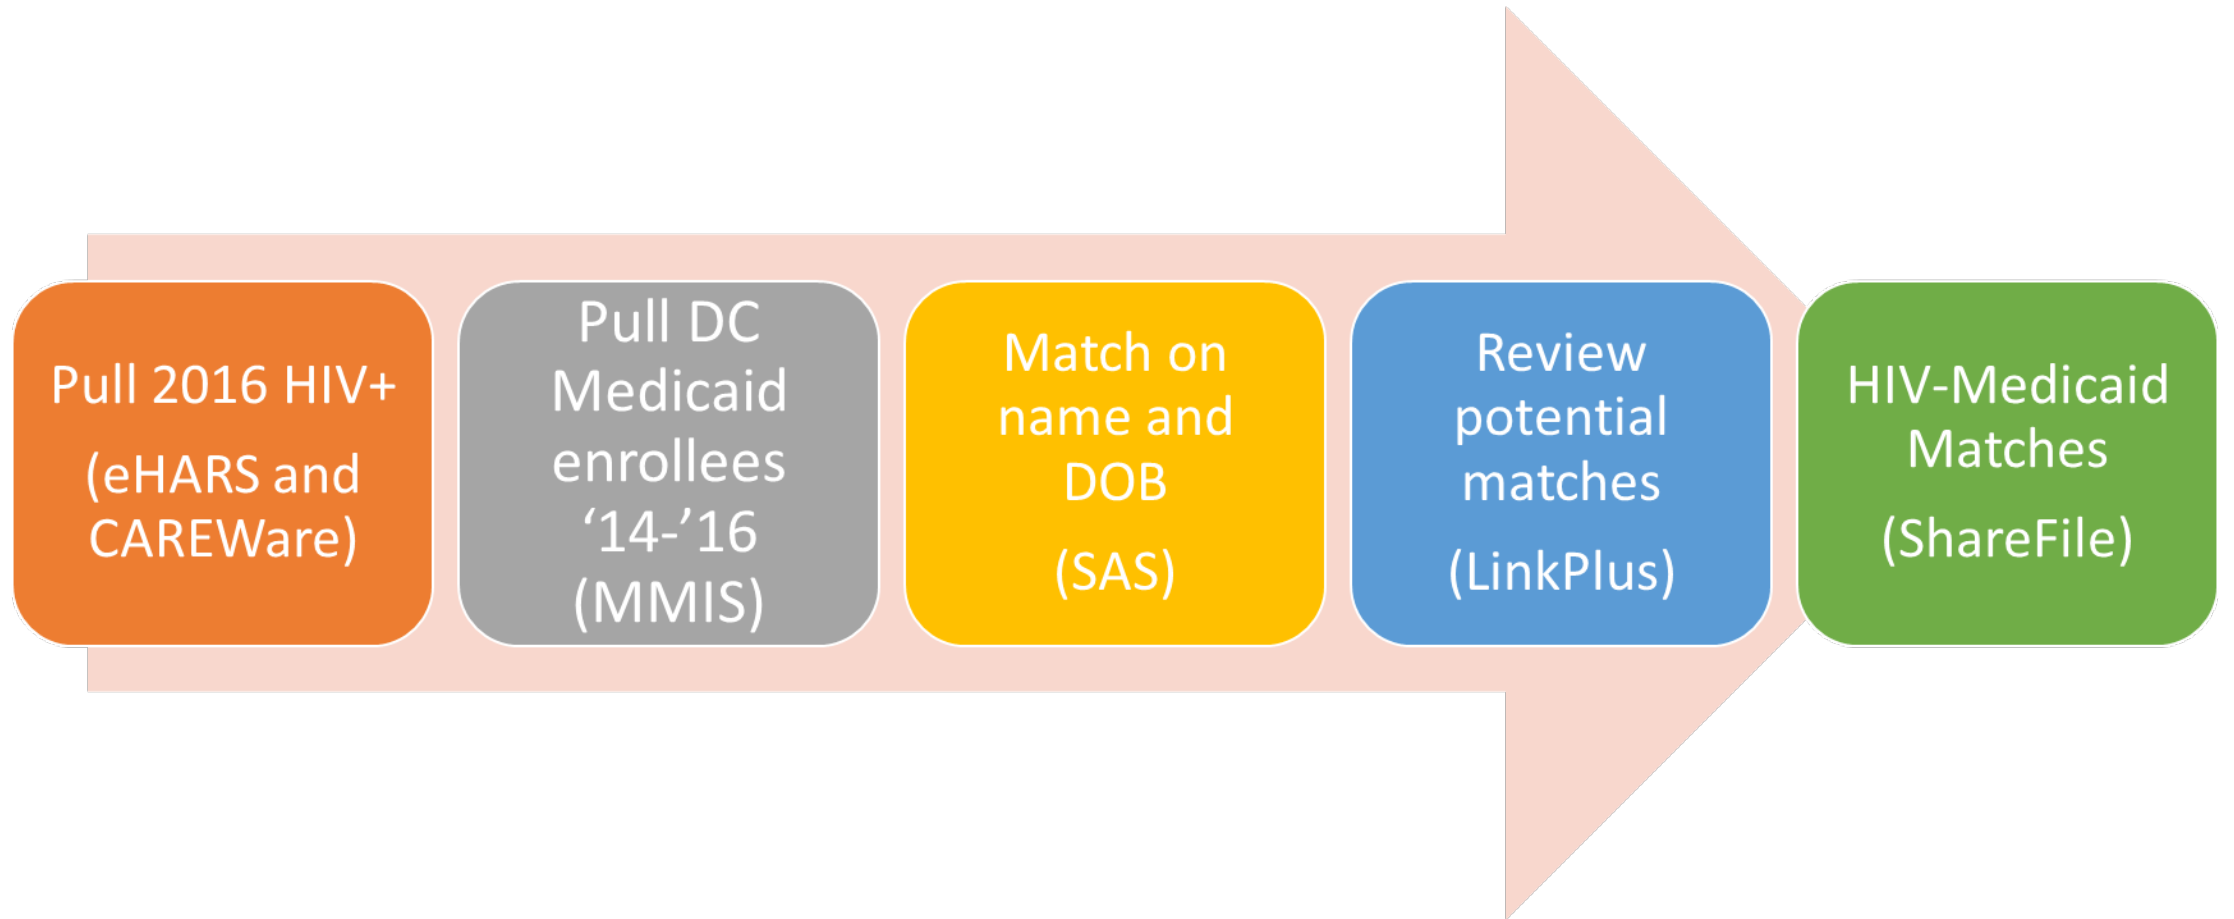 Pull 2016 HIV+
(eHARS and
CAREWare)
Pull DC
Medicaid
enrollees
‘14-’16
(MMIS)
Match on
name and
DOB
(SAS)
Review
potential
matches
(LinkPlus)
HIV-Medicaid
Matches
(ShareFile)